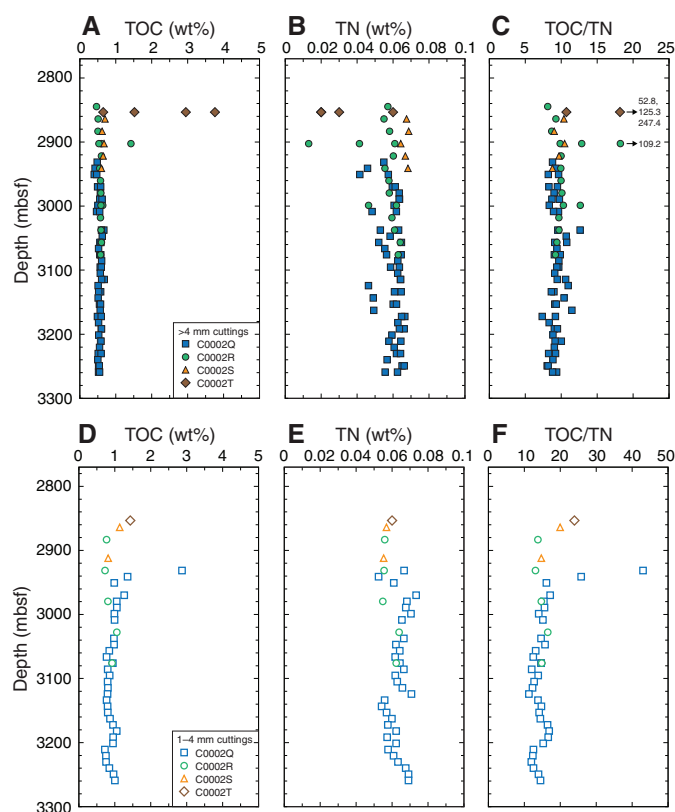 A TOC (wt%)
B TN (wt%)
C TOC/TN
0 1 2 3 4 5
0 0.02 0.04 0.06 0.08 0.1
0 5 10 15 20 25
2800
2900
3000
3100
3200
3300
Depth (mbsf)
52.8,
125.3
247.4
109.2
>4 mm cuttings
C0002Q
C0002R
C0002S
C0002T
D TOC (wt%)
E TN (wt%)
F TOC/TN
0 1 2 3 4 5
0 0.02 0.04 0.06 0.08 0.1
0 10 20 30 40 50
2800
2900
3000
3100
3200
3300
Depth (mbsf)
1–4 mm cuttings
C0002Q
C0002R
C0002S
C0002T